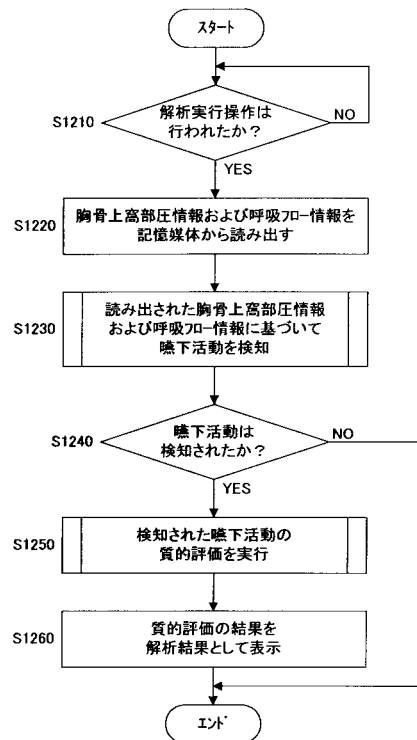 スタート
S1210
解析実行操作は
行われたか？
NO
YES
S1220
胸骨上窩部圧情報および呼吸フロー情報を
記憶媒体から読み出す
S1230
読み出された胸骨上窩部圧情報
および呼吸フロー情報に基づいて
嚥下活動を検知
S1240
嚥下活動は
検知されたか？
NO
YES
S1250
検知された嚥下活動の
質的評価を実行
S1260
質的評価の結果を
解析結果として表示
エンド